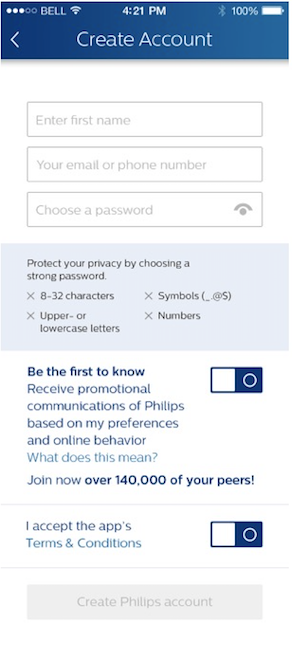 BELL 4:21 PM 100%
Create Account
Enter first name
Your email or phone number
Choose a password
Protect your privacy by choosing a
strong password.
× 8-32 characters × Symbols (_.@$)
× Upper- or × Numbers
lowercase letters
Be the first to know
Receive promotional
communications of Philips
based on my preferences
and online behavior
What does this mean?
Join now over 140,000 of your peers!
I accept the app's
Terms & Conditions
Create Philips account